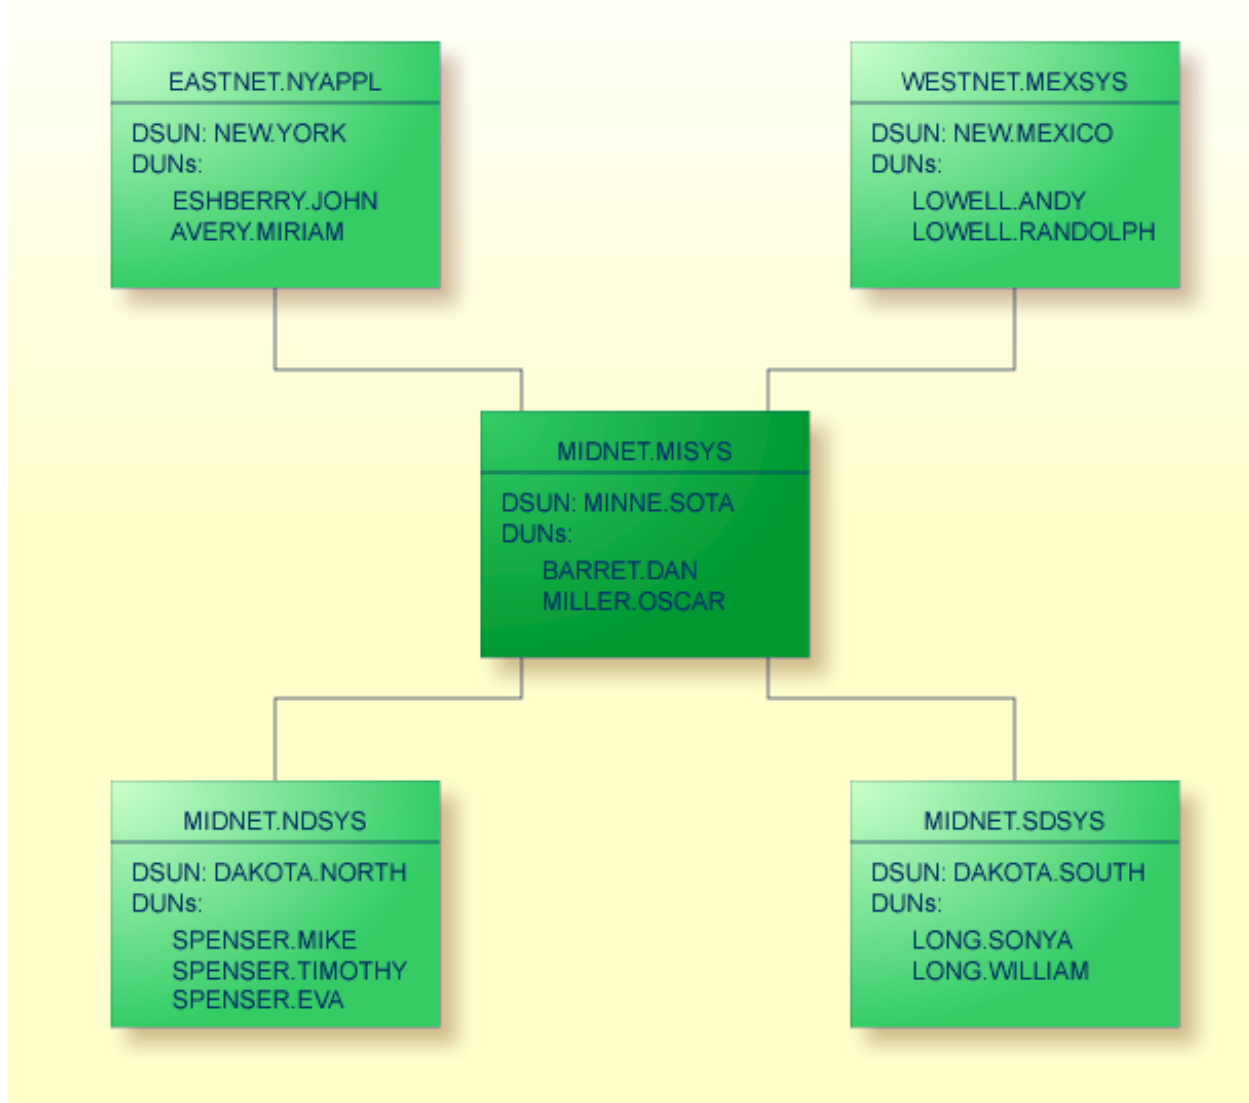 EASTNET.NYAPPL
DSUN: NEW.YORK
DUNs:
ESHBERRY.JOHN
AVERY.MIRIAM
WESTNET.MEXSYS
DSUN: NEW.MEXICO
DUNs:
LOWELL.ANDY
LOWELL.RANDOLPH
MIDNET.MISYS
DSUN: MINNE.SOTA
DUNs:
BARRET.DAN
MILLER.OSCAR
MIDNET.NDSYS
DSUN: DAKOTA.NORTH
DUNs:
SPENSER.MIKE
SPENSER.TIMOTHY
SPENSER.EVA
MIDNET.SDSYS
DSUN: DAKOTA.SOUTH
DUNs:
LONG.SONYA
LONG.WILLIAM